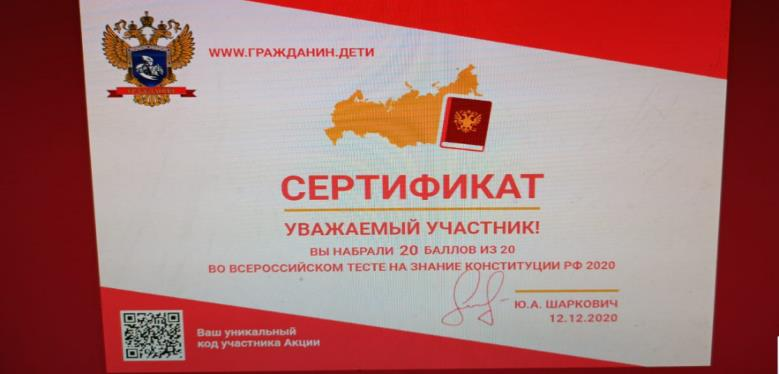 WWW.ГРАЖДАНИН.ДЕТИ
СЕРТИФИКАТ
УВАЖАЕМЫЙ УЧАСТНИК!
ВЫ НАБРАЛИ 20 БАЛЛОВ ИЗ 20
ВО ВСЕРОССИЙСКОМ ТЕСТЕ НА ЗНАНИЕ КОНСТИТУЦИИ РФ 2020
Ю.А. ШАРКОВИЧ
12.12.2020
Ваш уникальный
код участника Акции